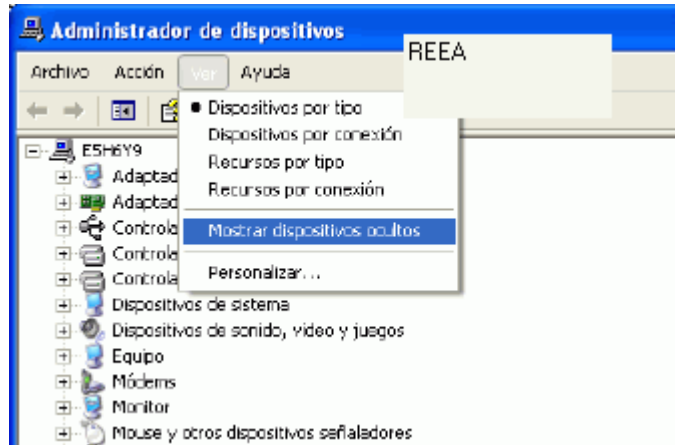 Administrador de dispositivos
REEA
Archivo Acción Ver Ayuda
Dispositivos por tipo
Dispositivos por conexión
Recursos por tipo
Recursos por conexión
Mostrar dispositivos ocultos
Personalizar...
E5H6Y9
Adaptad
Adaptad
Controla
Controla
Controla
Dispositivos de sistema
Dispositivos de sonido, vídeo y juegos
Equipo
Módems
Monitor
Mouse y otros dispositivos señaladores